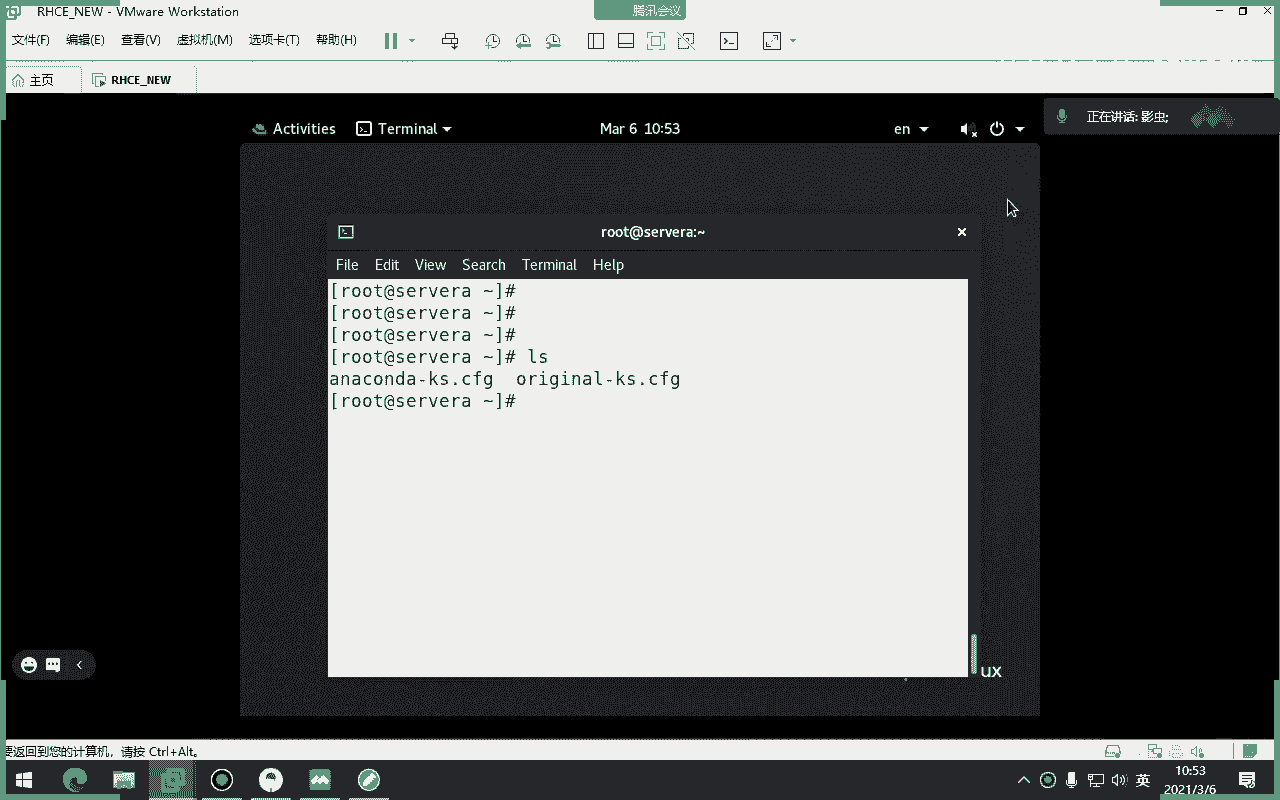 RHCE_NEW - VMware Workstation
腾讯会议
文件(F) 编辑(E) 查看(V) 虚拟机(M) 选项卡(T) 帮助(H)
主页 RHCE_NEW
Activities Terminal Mar 6 10:53 en
正在讲话: 影虫;
root@servera:~
File Edit View Search Terminal Help
[root@servera ~]#
[root@servera ~]#
[root@servera ~]#
[root@servera ~]# ls
anaconda-ks.cfg original-ks.cfg
[root@servera ~]#
ux
要返回到您的计算机，请按 Ctrl+Alt。
英
10:53
2021/3/6